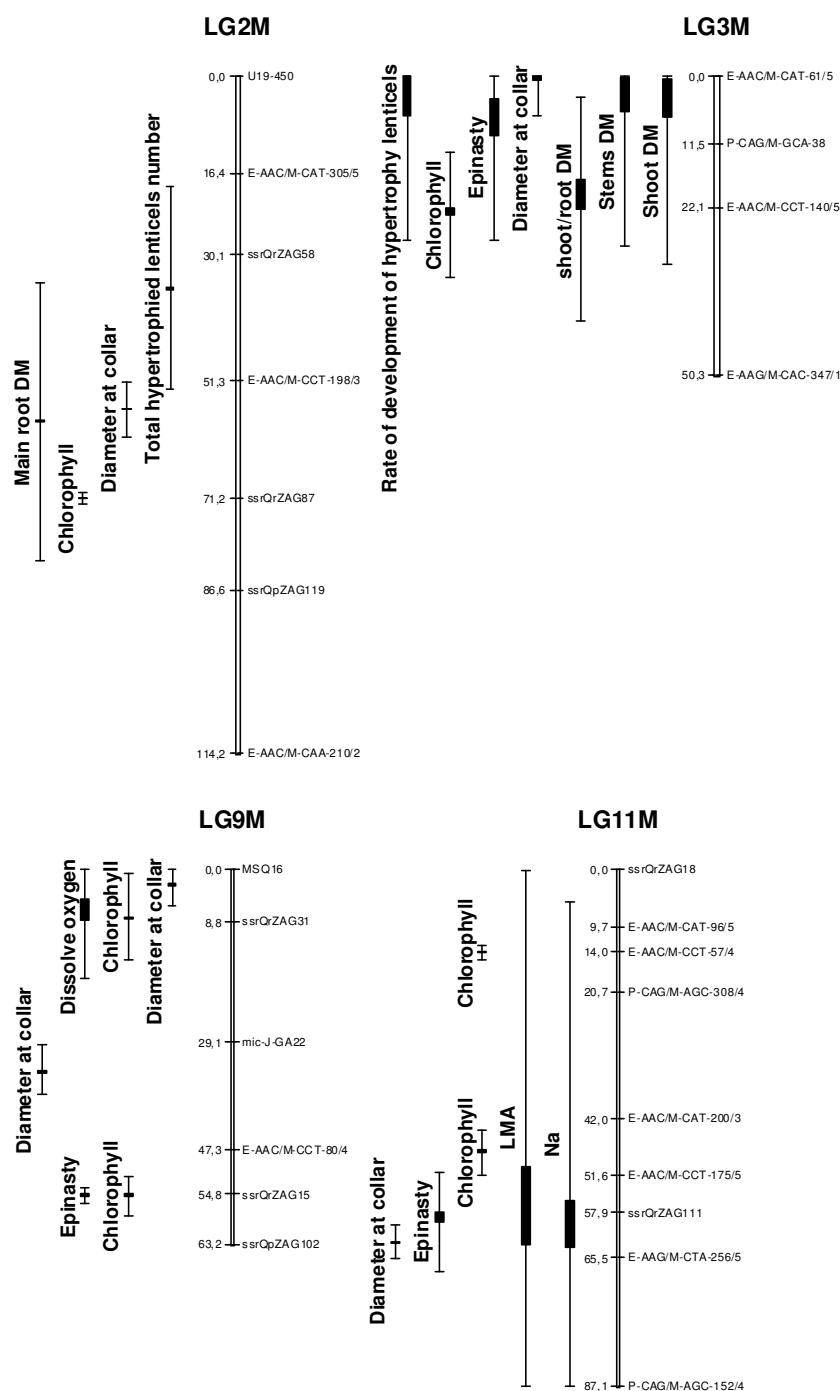 LG2M
0,0 U19-450
16,4 E-AAC/M-CAT-305/5
30,1 ssrQrZAG58
51,3 E-AAC/M-CCT-198/3
71,2 ssrQrZAG87
86,6 ssrQpZAG119
114,2 E-AAC/M-CAA-210/2
Main root DM
Chlorophyll
Diameter at collar
Total hypertrophied lenticels number
LG3M
0,0 E-AAC/M-CAT-61/5
11,5 P-CAG/M-GCA-38
22,1 E-AAC/M-CCT-140/5
50,3 E-AAG/M-CAC-347/1
Rate of development of hypertrophy lenticels
Chlorophyll
Epinasty
Diameter at collar
shoot/root DM
Stems DM
Shoot DM
LG9M
0,0 MSQ16
8,8 ssrQrZAG31
29,1 mic-J-GA22
47,3 E-AAC/M-CCT-80/4
54,8 ssrQrZAG15
63,2 ssrQpZAG102
Diameter at collar
Dissolve oxygen
Chlorophyll
Diameter at collar
Epinasty
Chlorophyll
LG11M
0,0 ssrQrZAG18
9,7 E-AAC/M-CAT-96/5
14,0 E-AAC/M-CCT-57/4
20,7 P-CAG/M-AGC-308/4
42,0 E-AAC/M-CAT-200/3
51,6 E-AAC/M-CCT-175/5
57,9 ssrQrZAG111
65,5 E-AAG/M-CTA-256/5
87,1 P-CAG/M-AGC-152/4
Diameter at collar
Epinasty
Chlorophyll
Chlorophyll
LMA
Na